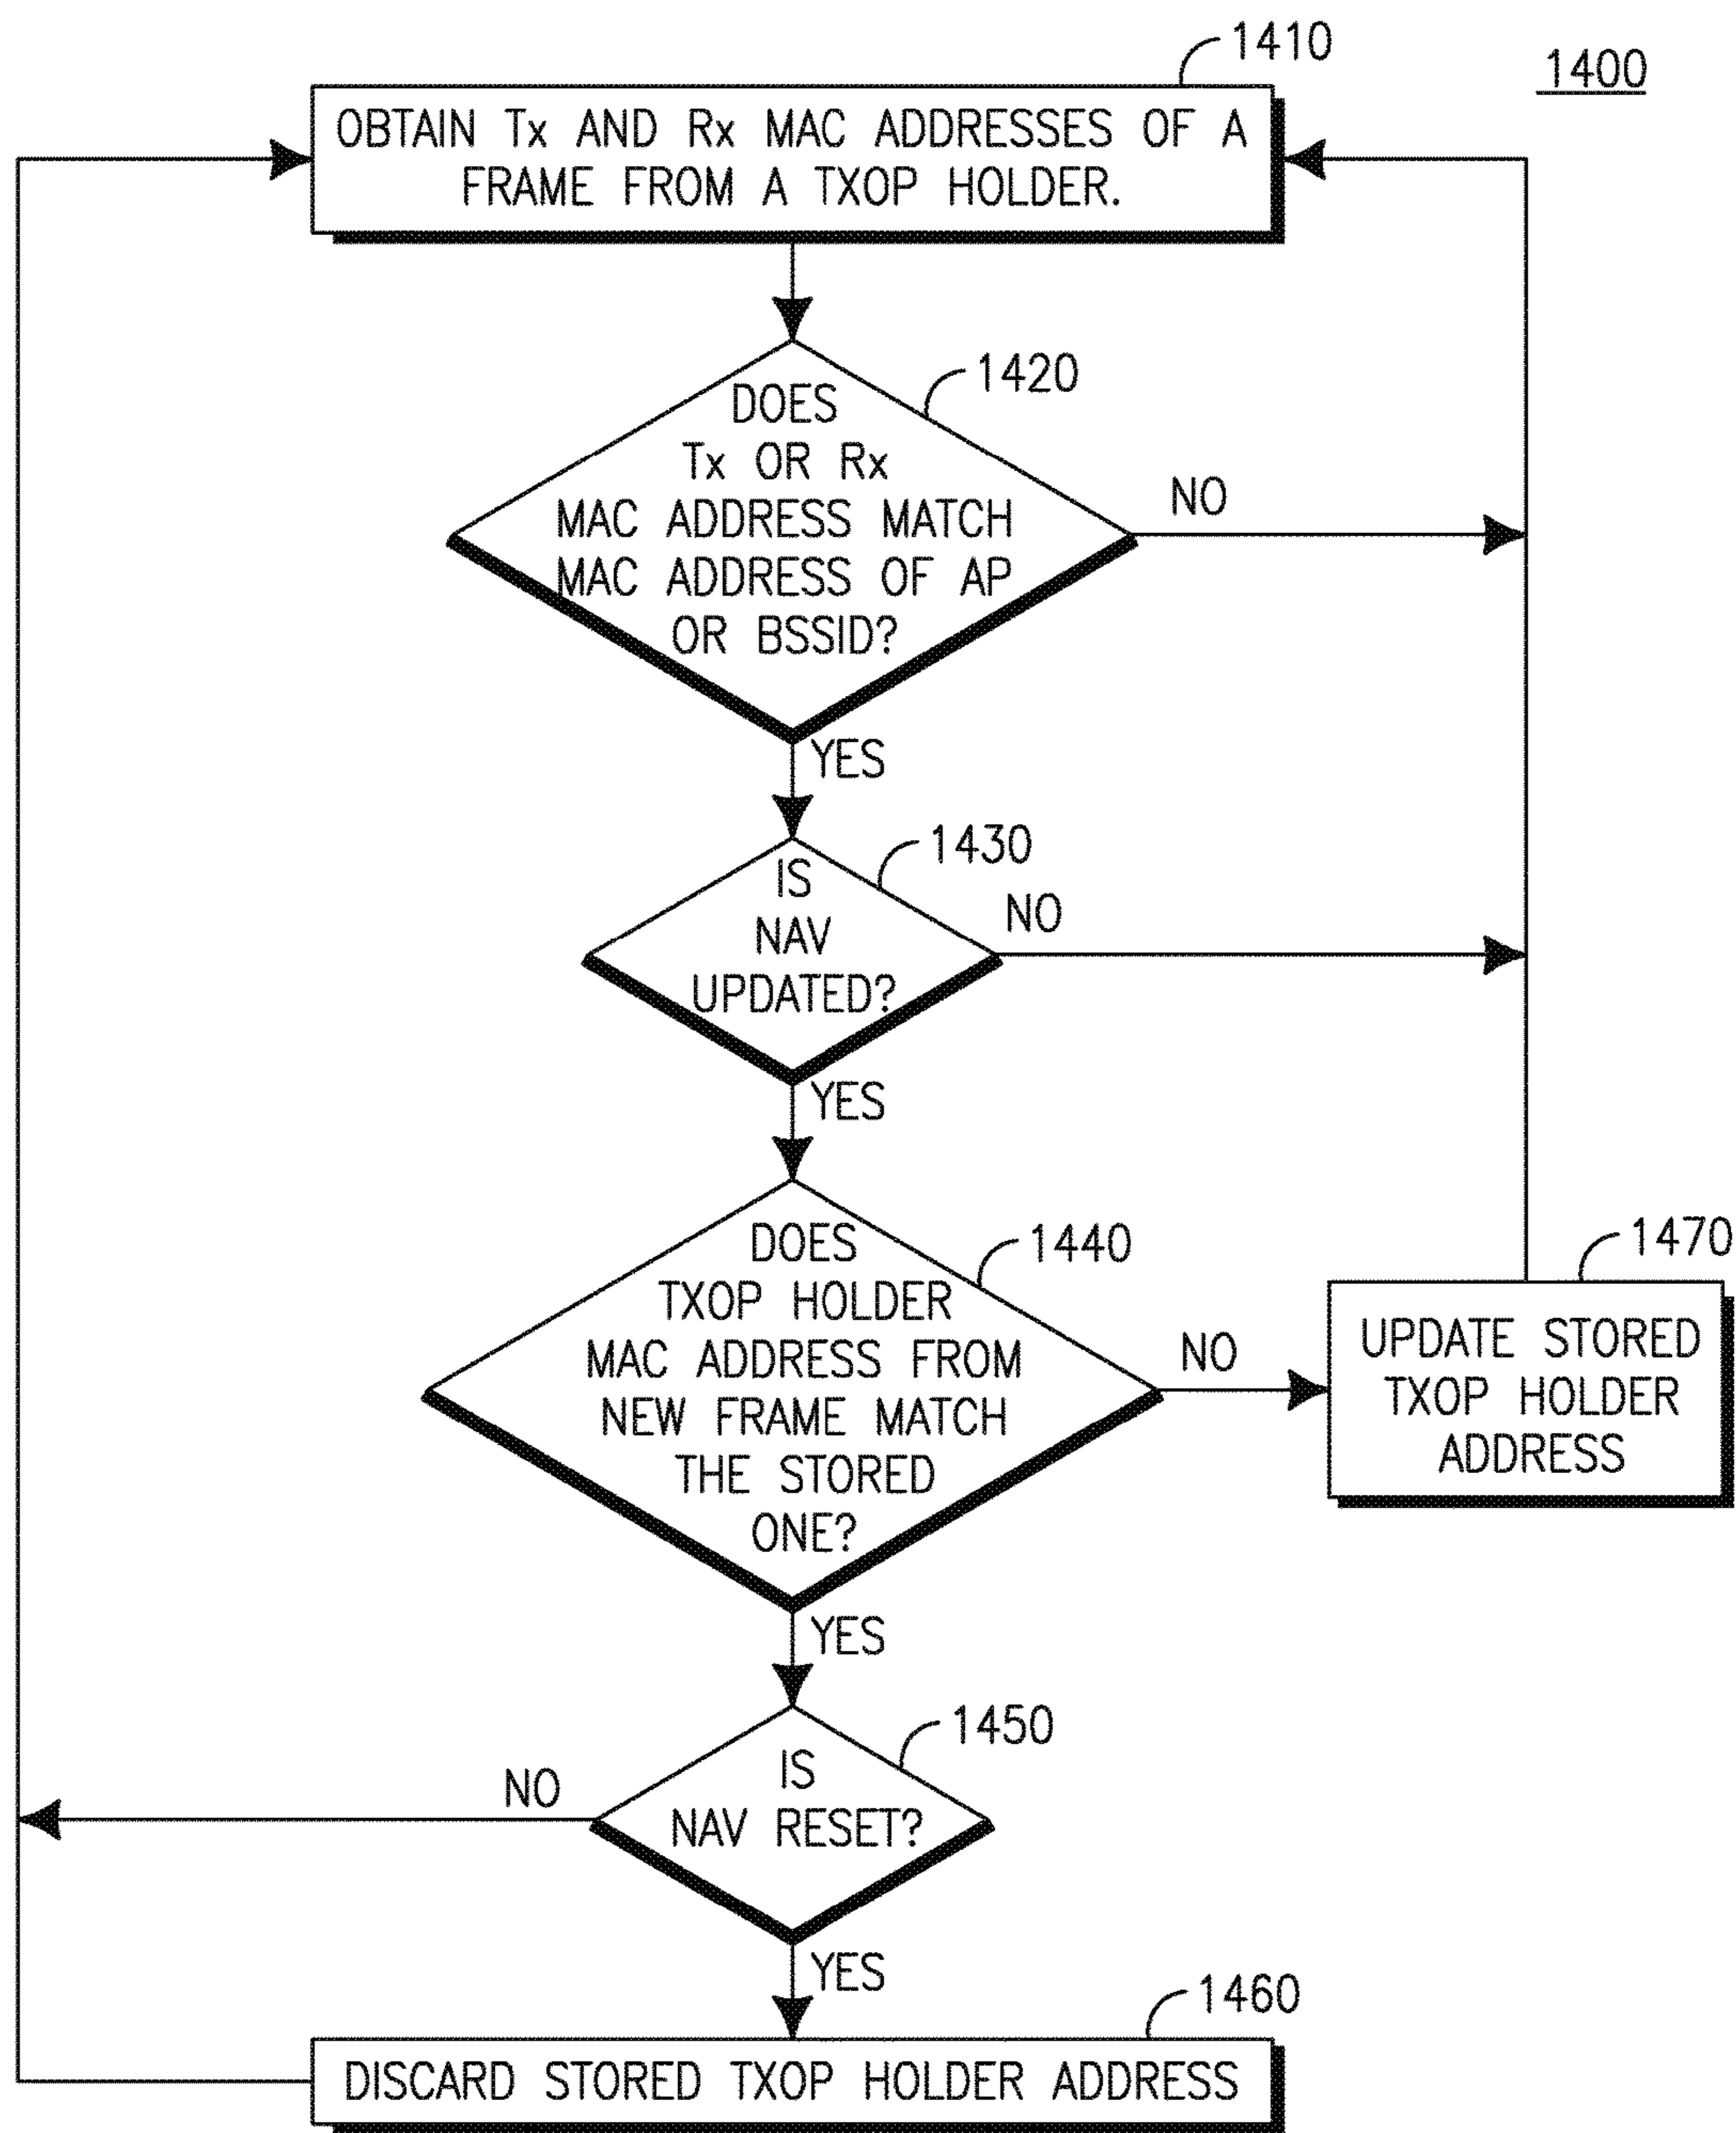 1410
1400
OBTAIN Tx AND Rx MAC ADDRESSES OF A
FRAME FROM A TXOP HOLDER.
1420
DOES
Tx OR Rx
MAC ADDRESS MATCH
MAC ADDRESS OF AP
OR BSSID?
NO
YES
1430
IS
NAV
UPDATED?
NO
YES
1440
DOES
TXOP HOLDER
MAC ADDRESS FROM
NEW FRAME MATCH
THE STORED
ONE?
NO
1470
UPDATE STORED
TXOP HOLDER
ADDRESS
YES
1450
IS
NAV RESET?
NO
YES
1460
DISCARD STORED TXOP HOLDER ADDRESS